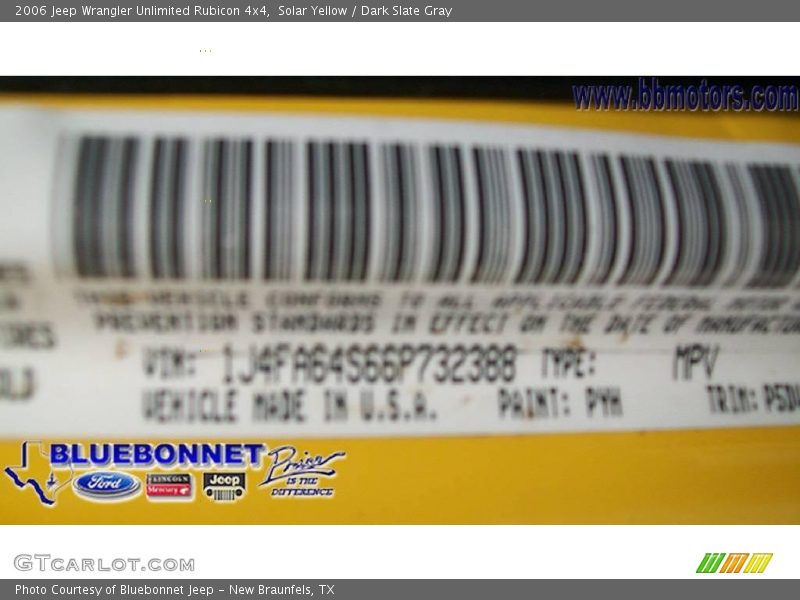 2006 Jeep Wrangler Unlimited Rubicon 4x4,  Solar Yellow / Dark Slate Gray
www.bbmotors.com
THIS VEHICLE CONFORMS TO ALL APPLICABLE FEDERAL MOTOR
PREVENTION STANDARDS IN EFFECT ON THE DATE OF MANUFACTUR
VIN: 1J4FA64S66P732388 TYPE: MPV
VEHICLE MADE IN U.S.A. PAINT: PYH TRIM:
BLUEBONNET
Price
IS THE
DIFFERENCE
Ford
LINCOLN
Mercury
Jeep
GTCARLOT.COM
Photo Courtesy of Bluebonnet Jeep - New Braunfels, TX